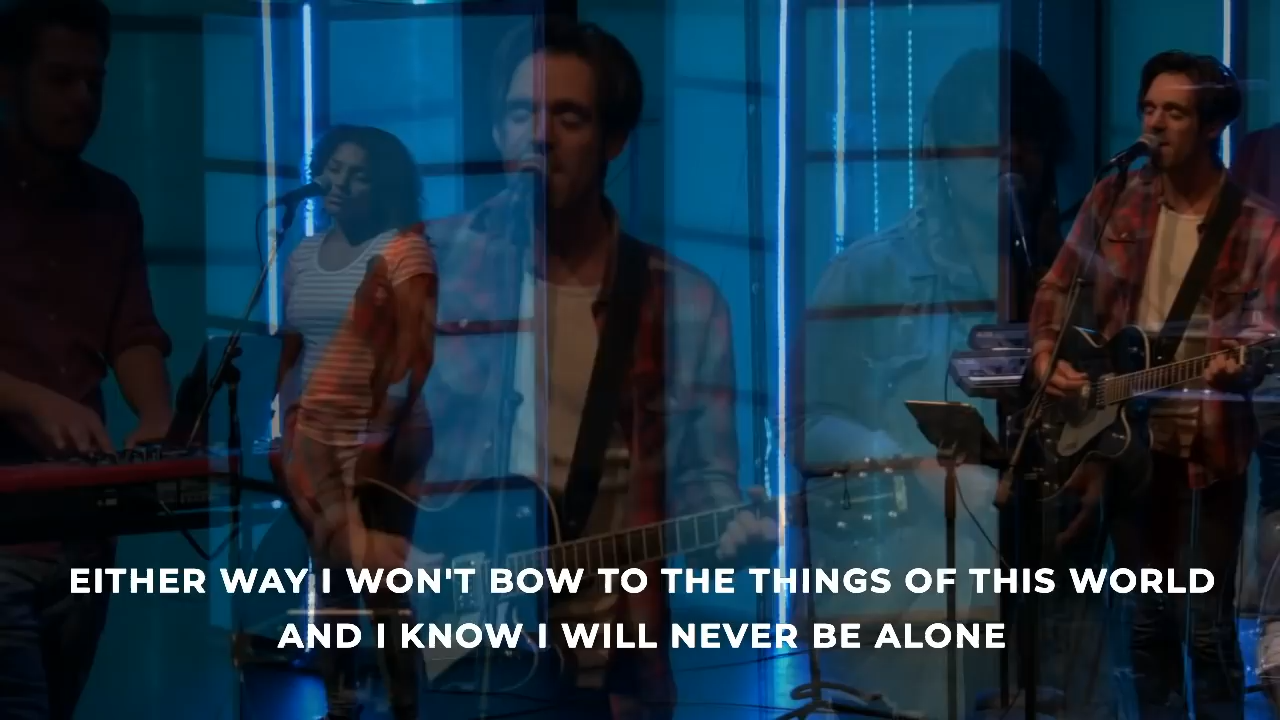 EITHER WAY I WON'T BOW TO THE THINGS OF THIS WORLD
AND I KNOW I WILL NEVER BE ALONE